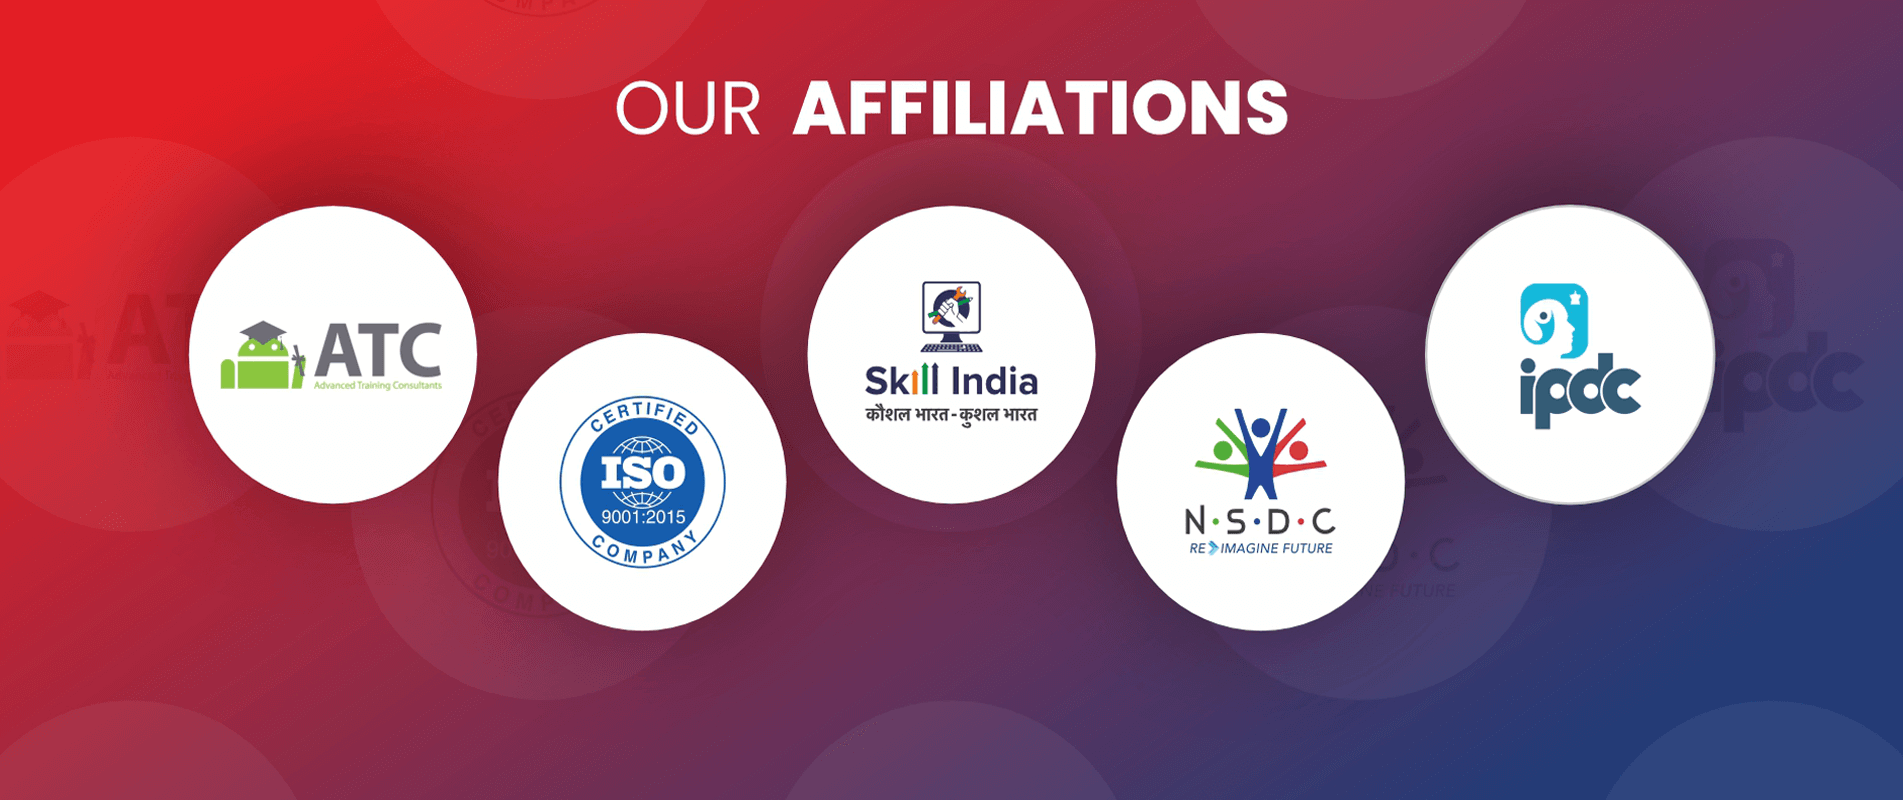 OUR AFFILIATIONS
ATC
Advanced Training Consultants
CERTIFIED
ISO
9001:2015
COMPANY
Skill India
कौशल भारत - कुशल भारत
N·S·D·C
RE IMAGINE FUTURE
ipdc